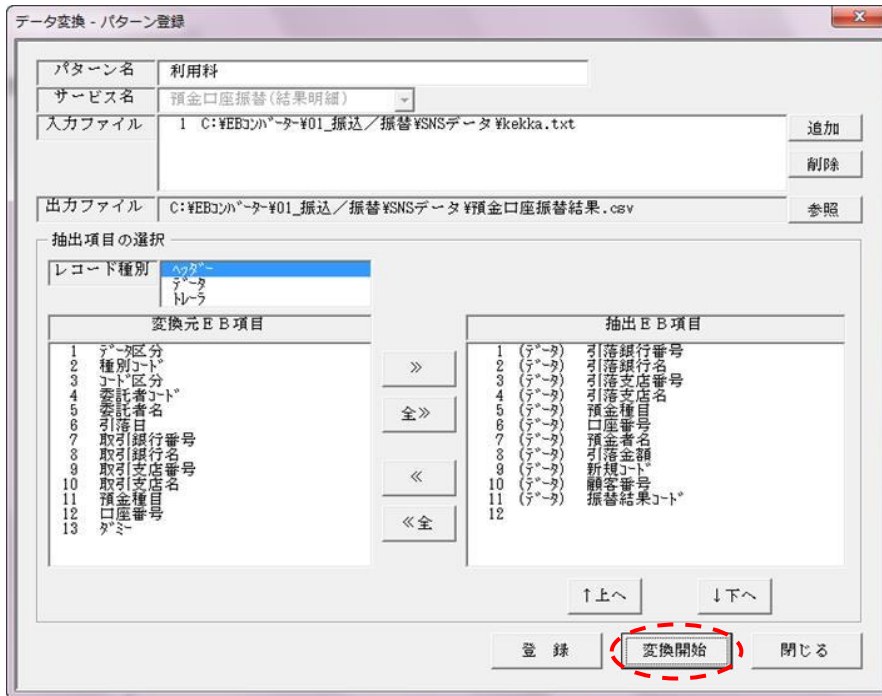 データ変換 - パターン登録
パターン名 利用料
サービス名 預金口座振替(結果明細)
入力ファイル 1 C:¥EBｺﾝﾊﾞｰﾀｰ¥01_振込／振替¥SNSデータ¥kekka.txt 追加
削除
出力ファイル C:¥EBｺﾝﾊﾞｰﾀｰ¥01_振込／振替¥SNSデータ¥預金口座振替結果.csv 参照
抽出項目の選択
レコード種別 ﾍｯﾀﾞｰ
ﾃﾞｰﾀ
ﾄﾚｰﾗ
変換元ＥＢ項目
1 ﾃﾞｰﾀ区分
2 種別ｺｰﾄﾞ
3 ｺｰﾄﾞ区分
4 委託者ｺｰﾄﾞ
5 委託者名
6 引落日
7 取引銀行番号
8 取引銀行名
9 取引支店番号
10 取引支店名
11 預金種目
12 口座番号
13 ﾀﾞﾐｰ
≫
全≫
≪
≪全
抽出ＥＢ項目
1 (ﾃﾞｰﾀ) 引落銀行番号
2 (ﾃﾞｰﾀ) 引落銀行名
3 (ﾃﾞｰﾀ) 引落支店番号
4 (ﾃﾞｰﾀ) 引落支店名
5 (ﾃﾞｰﾀ) 預金種目
6 (ﾃﾞｰﾀ) 口座番号
7 (ﾃﾞｰﾀ) 預金者名
8 (ﾃﾞｰﾀ) 引落金額
9 (ﾃﾞｰﾀ) 新規ｺｰﾄﾞ
10 (ﾃﾞｰﾀ) 顧客番号
11 (ﾃﾞｰﾀ) 振替結果ｺｰﾄﾞ
12
↑上へ ↓下へ
登 録 変換開始 閉じる